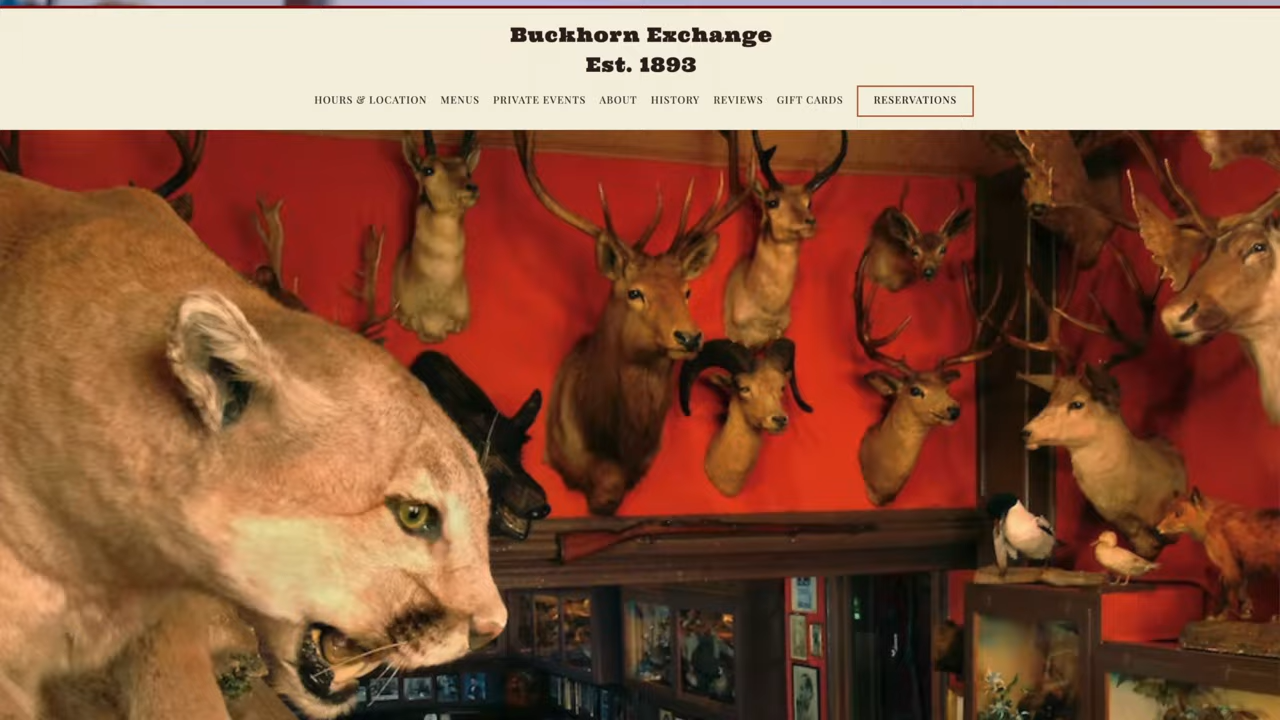 Buckhorn Exchange
Est. 1893
HOURS & LOCATION MENUS PRIVATE EVENTS ABOUT HISTORY REVIEWS GIFT CARDS RESERVATIONS